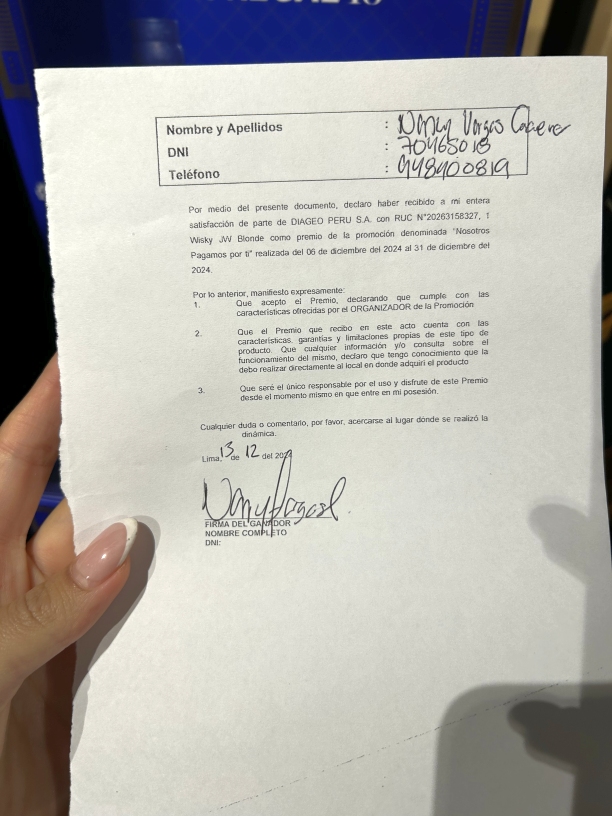 Nombre y Apellidos : Nancy Vargas
DNI : 70465018
Teléfono : 948400819
Por medio del presente documento, declaro haber recibido a mi entera
satisfacción de parte de DIAGEO PERU S.A. con RUC N°20263158327, 1
Wisky JW Blonde como premio de la promoción denominada "Nosotros
Pagamos por ti" realizada del 06 de diciembre del 2024 al 31 de diciembre del
2024.
Por lo anterior, manifiesto expresamente:
1. Que acepto el Premio, declarando que cumple con las
características ofrecidas por el ORGANIZADOR de la Promoción
2. Que el Premio que recibo en este acto cuenta con las
características, garantías y limitaciones propias de este tipo de
producto. Que cualquier información y/o consulta sobre el
funcionamiento del mismo, declaro que tengo conocimiento que la
debo realizar directamente al local en donde adquirí el producto
3. Que seré el único responsable por el uso y disfrute de este Premio
desde el momento mismo en que entre en mi posesión.
Cualquier duda o comentario, por favor, acercarse al lugar donde se realizó la
dinámica.
Lima, 13 de 12 del 2024
FIRMA DEL GANADOR
NOMBRE COMPLETO
DNI: